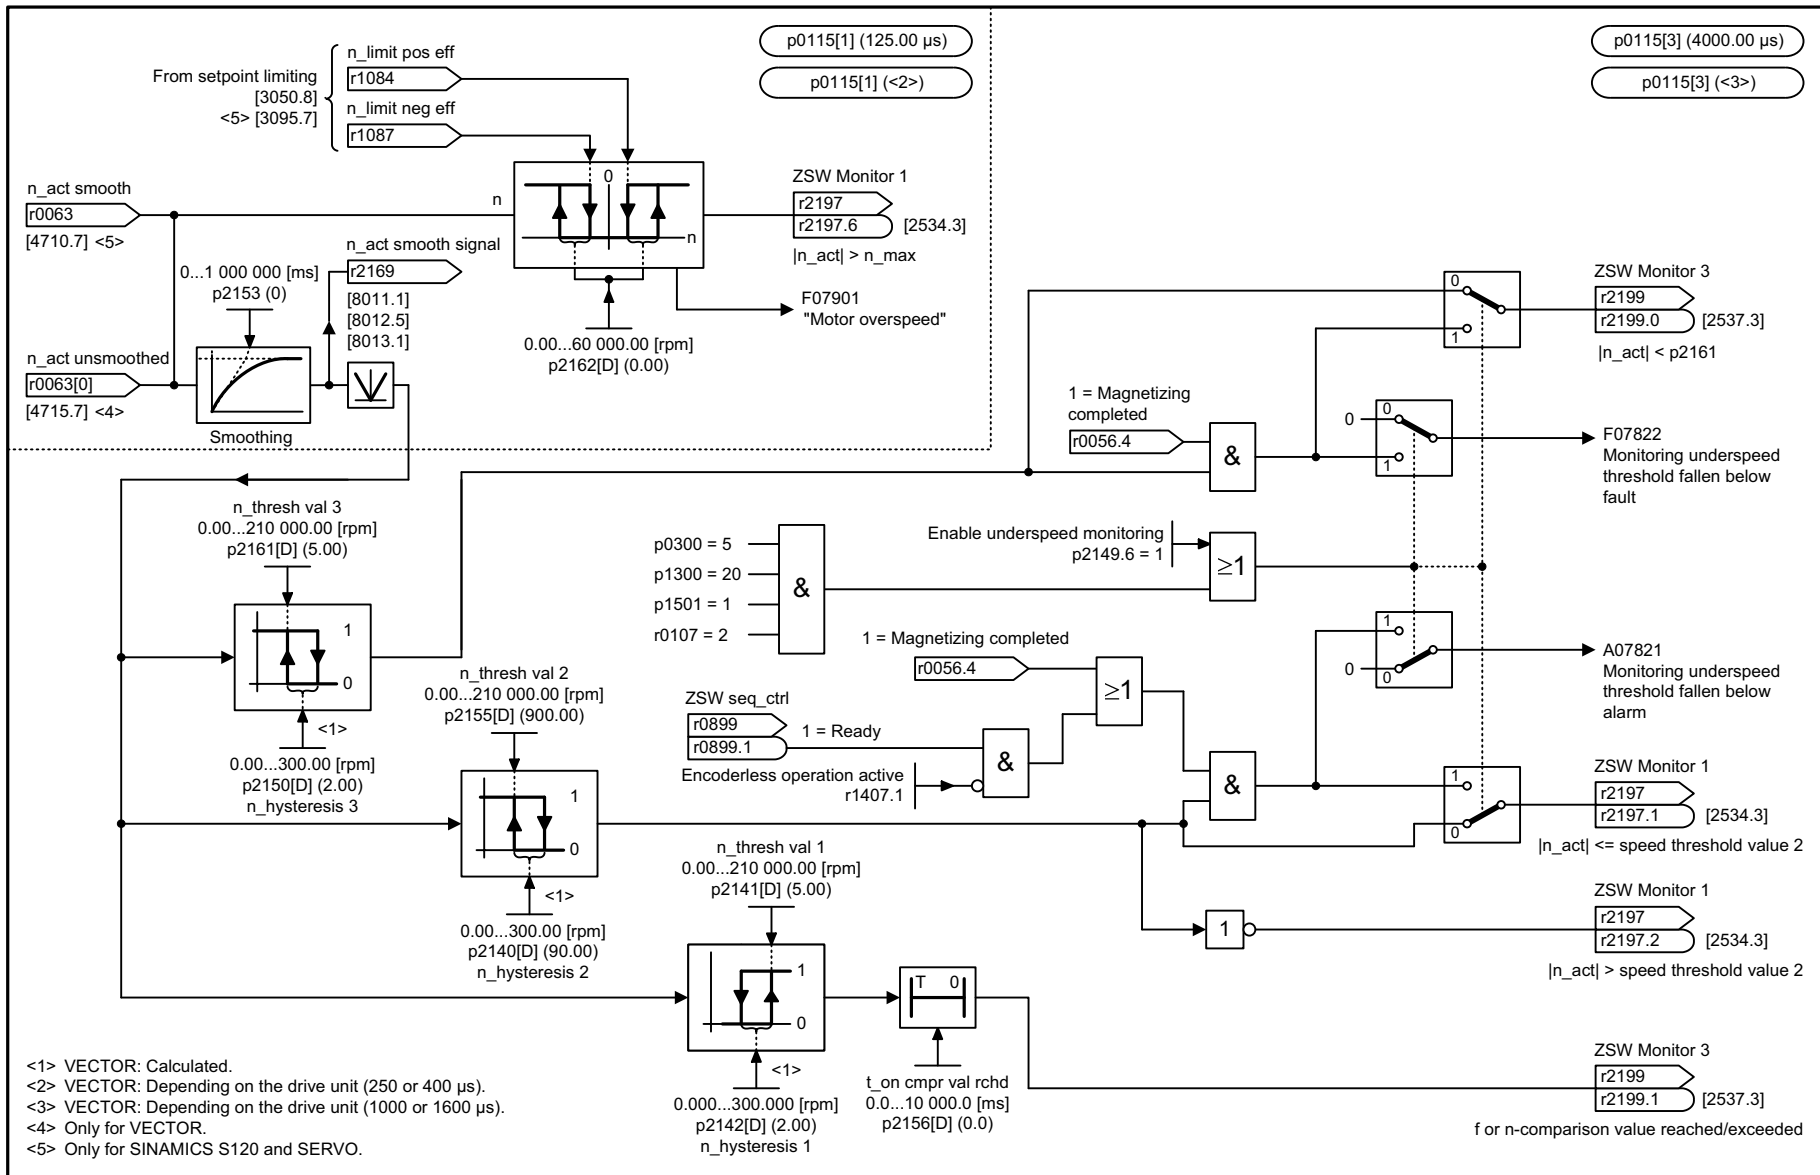 p0115[1] (125.00 µs)
p0115[1] (<2>)
p0115[3] (4000.00 µs)
p0115[3] (<3>)
From setpoint limiting
[3050.8]
<5> [3095.7]
n_limit pos eff
r1084
n_limit neg eff
r1087
n_act smooth
r0063
[4710.7] <5>
n
0
n
ZSW Monitor 1
r2197
r2197.6
[2534.3]
|n_act| > n_max
F07901
"Motor overspeed"
0.00...60 000.00 [rpm]
p2162[D] (0.00)
n_act smooth signal
r2169
[8011.1]
[8012.5]
[8013.1]
0...1 000 000 [ms]
p2153 (0)
n_act unsmoothed
r0063[0]
[4715.7] <4>
Smoothing
0
1
ZSW Monitor 3
r2199
r2199.0
[2537.3]
|n_act| < p2161
1 = Magnetizing
completed
r0056.4
&
0
0
1
F07822
Monitoring underspeed
threshold fallen below
fault
n_thresh val 3
0.00...210 000.00 [rpm]
p2161[D] (5.00)
1
0
<1>
0.00...300.00 [rpm]
p2150[D] (2.00)
n_hysteresis 3
p0300 = 5
p1300 = 20
p1501 = 1
r0107 = 2
&
Enable underspeed monitoring
p2149.6 = 1
≥1
1 = Magnetizing completed
r0056.4
≥1
ZSW seq_ctrl
r0899
r0899.1
1 = Ready
&
Encoderless operation active
r1407.1
&
1
0
0
A07821
Monitoring underspeed
threshold fallen below
alarm
n_thresh val 2
0.00...210 000.00 [rpm]
p2155[D] (900.00)
1
0
<1>
0.00...300.00 [rpm]
p2140[D] (90.00)
n_hysteresis 2
1
0
ZSW Monitor 1
r2197
r2197.1
[2534.3]
|n_act| <= speed threshold value 2
1
ZSW Monitor 1
r2197
r2197.2
[2534.3]
|n_act| > speed threshold value 2
n_thresh val 1
0.00...210 000.00 [rpm]
p2141[D] (5.00)
1
0
<1>
0.000...300.000 [rpm]
p2142[D] (2.00)
n_hysteresis 1
T 0
t_on cmpr val rchd
0.0...10 000.0 [ms]
p2156[D] (0.0)
ZSW Monitor 3
r2199
r2199.1
[2537.3]
f or n-comparison value reached/exceeded
<1> VECTOR: Calculated.
<2> VECTOR: Depending on the drive unit (250 or 400 µs).
<3> VECTOR: Depending on the drive unit (1000 or 1600 µs).
<4> Only for VECTOR.
<5> Only for SINAMICS S120 and SERVO.